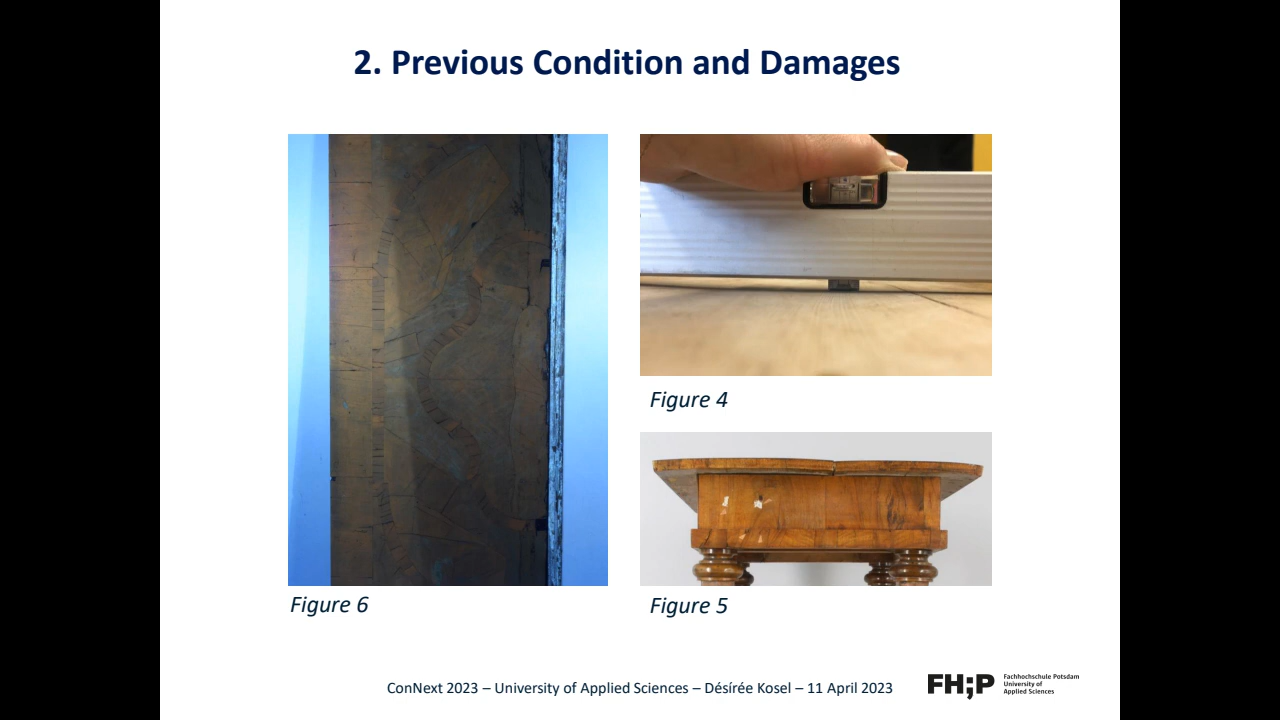 2. Previous Condition and Damages
Figure 4
Figure 6
Figure 5
ConNext 2023 – University of Applied Sciences – Désírée Kosel – 11 April 2023
FH;P
Fachhochschule Potsdam
University of
Applied Sciences